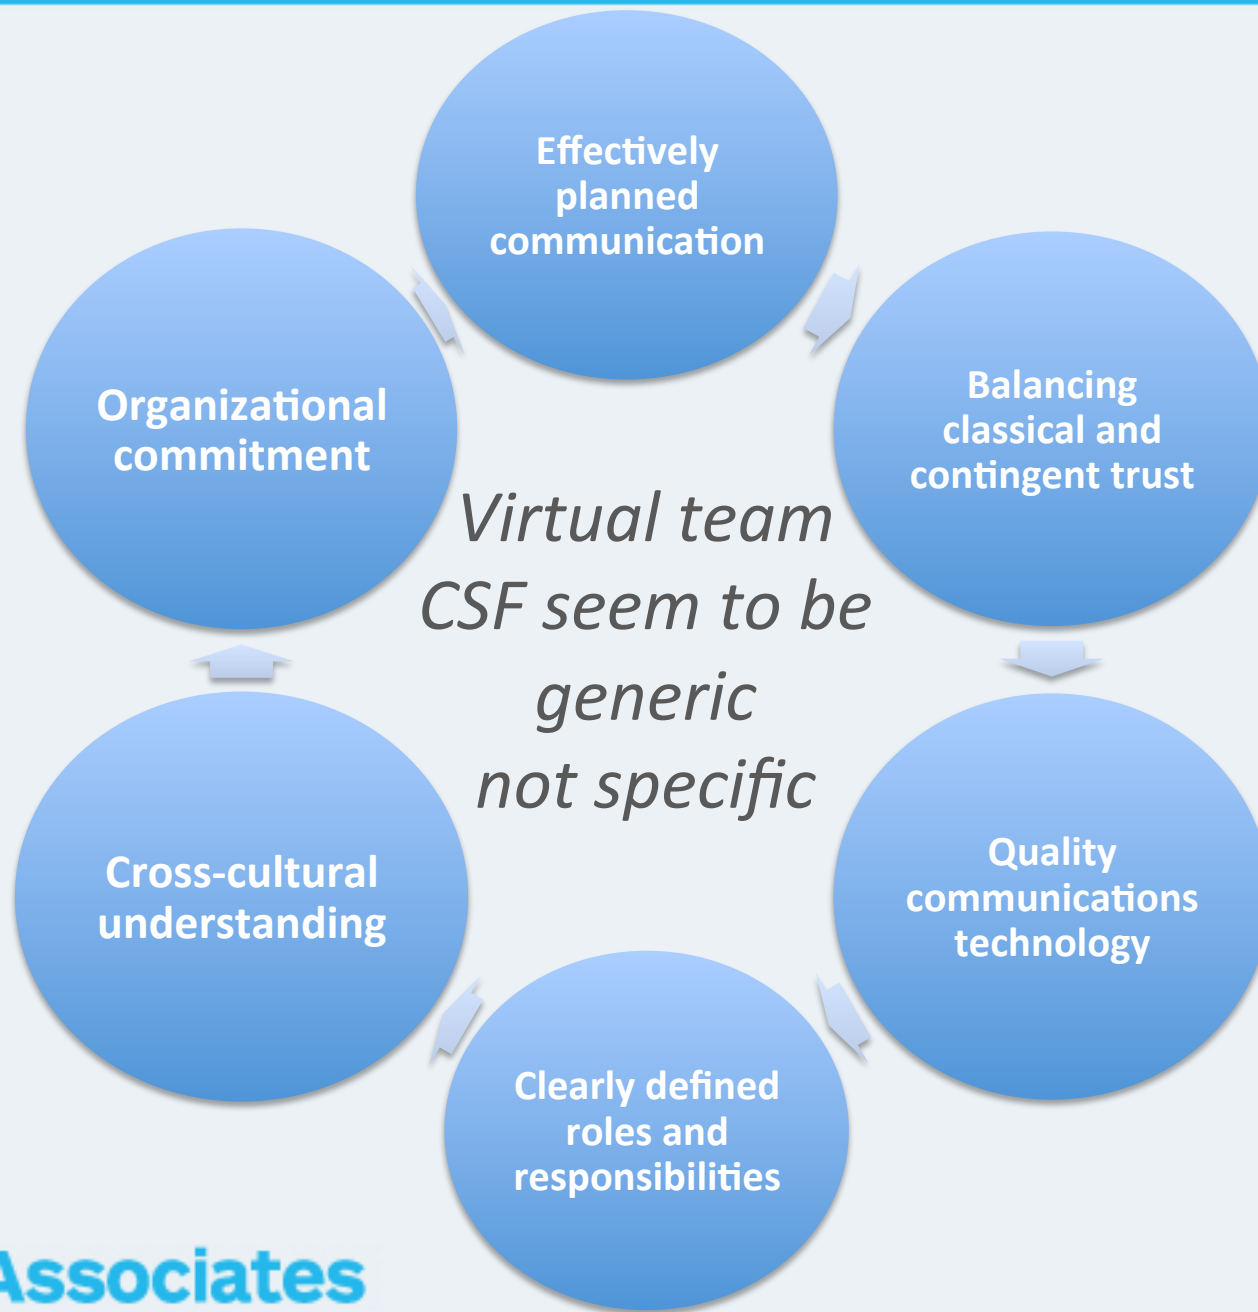 Effectively
planned
communication
Balancing
classical and
contingent trust
Quality
communications
technology
Clearly defined
roles and
responsibilities
Cross-cultural
understanding
Organizational
commitment
Virtual team
CSF seem to be
generic
not specific
Associates